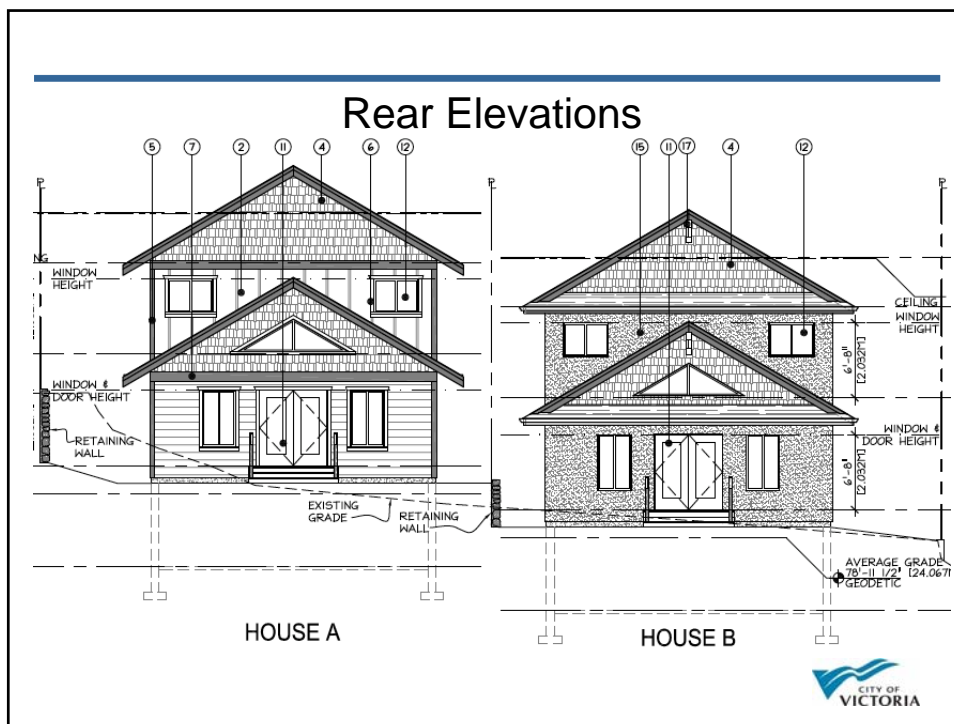 Rear Elevations
5 7 2 11 4 6 12
15 11 17 4 12
P P P
NG
WINDOW
HEIGHT
CEILING
WINDOW
HEIGHT
6'-8"
[2.032M]
WINDOW &
DOOR HEIGHT
RETAINING
WALL
WINDOW &
DOOR HEIGHT
6'-8"
[2.032M]
EXISTING
GRADE
RETAINING
WALL
AVERAGE GRADE
78'-11 1/2" [24.067
GEODETIC
HOUSE A
HOUSE B
CITY OF
VICTORIA